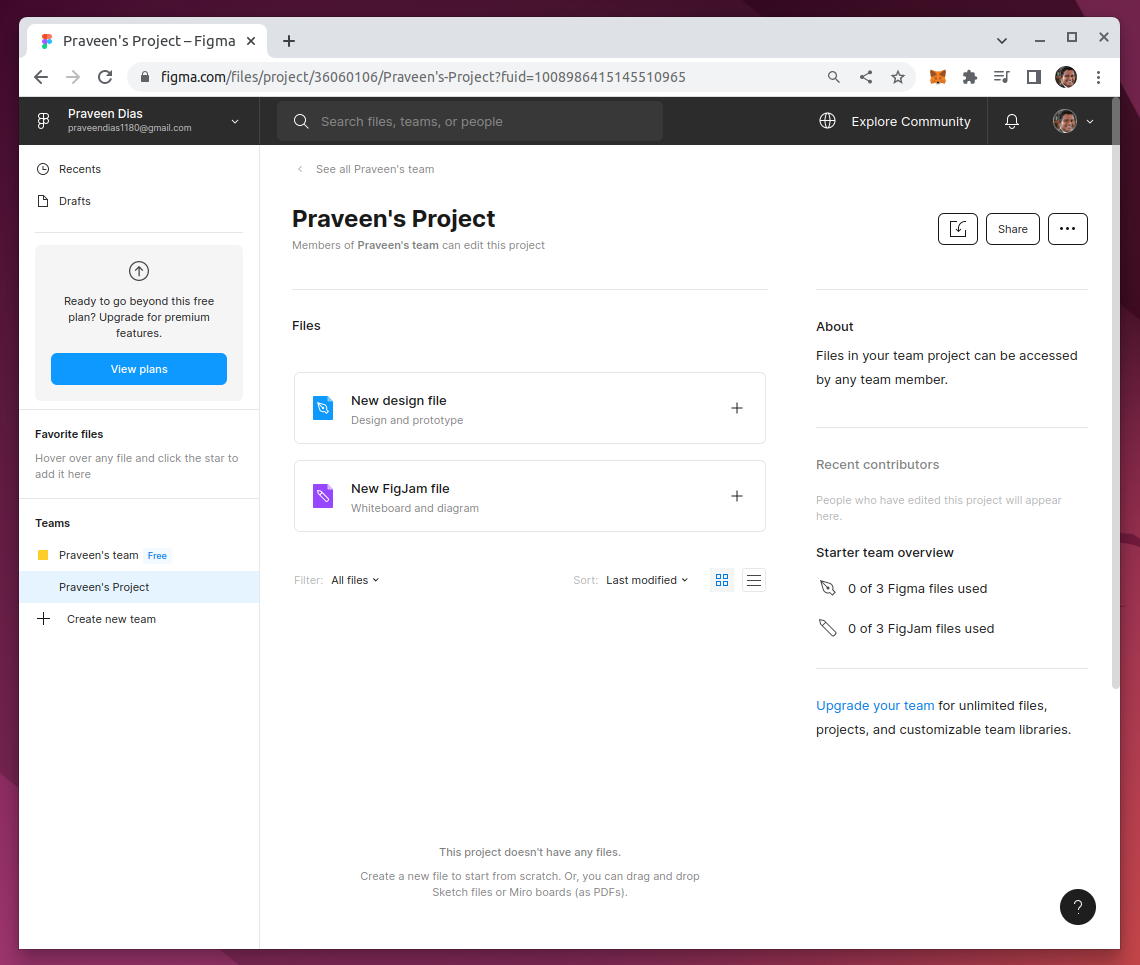 Praveen's Project – Figma
figma.com/files/project/36060106/Praveen's-Project?fuid=1008986415145510965
Praveen Dias
praveendias1180@gmail.com
Search files, teams, or people
Explore Community
Recents
Drafts
Ready to go beyond this free
plan? Upgrade for premium
features.
View plans
Favorite files
Hover over any file and click the star to
add it here
Teams
Praveen's team Free
Praveen's Project
Create new team
See all Praveen's team
Praveen's Project
Members of Praveen's team can edit this project
Share
Files
New design file
Design and prototype
New FigJam file
Whiteboard and diagram
Filter: All files
Sort: Last modified
This project doesn't have any files.
Create a new file to start from scratch. Or, you can drag and drop
Sketch files or Miro boards (as PDFs).
About
Files in your team project can be accessed
by any team member.
Recent contributors
People who have edited this project will appear
here.
Starter team overview
0 of 3 Figma files used
0 of 3 FigJam files used
Upgrade your team for unlimited files,
projects, and customizable team libraries.
?